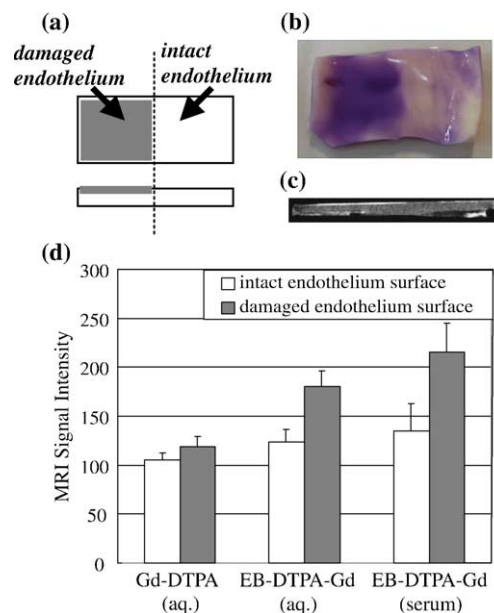 (a)
damaged
endothelium
intact
endothelium
(b)
(c)
(d)
300
250
200
150
100
50
0
MRI Signal Intensity
intact endothelium surface
damaged endothelium surface
Gd-DTPA
(aq.)
EB-DTPA-Gd
(aq.)
EB-DTPA-Gd
(serum)